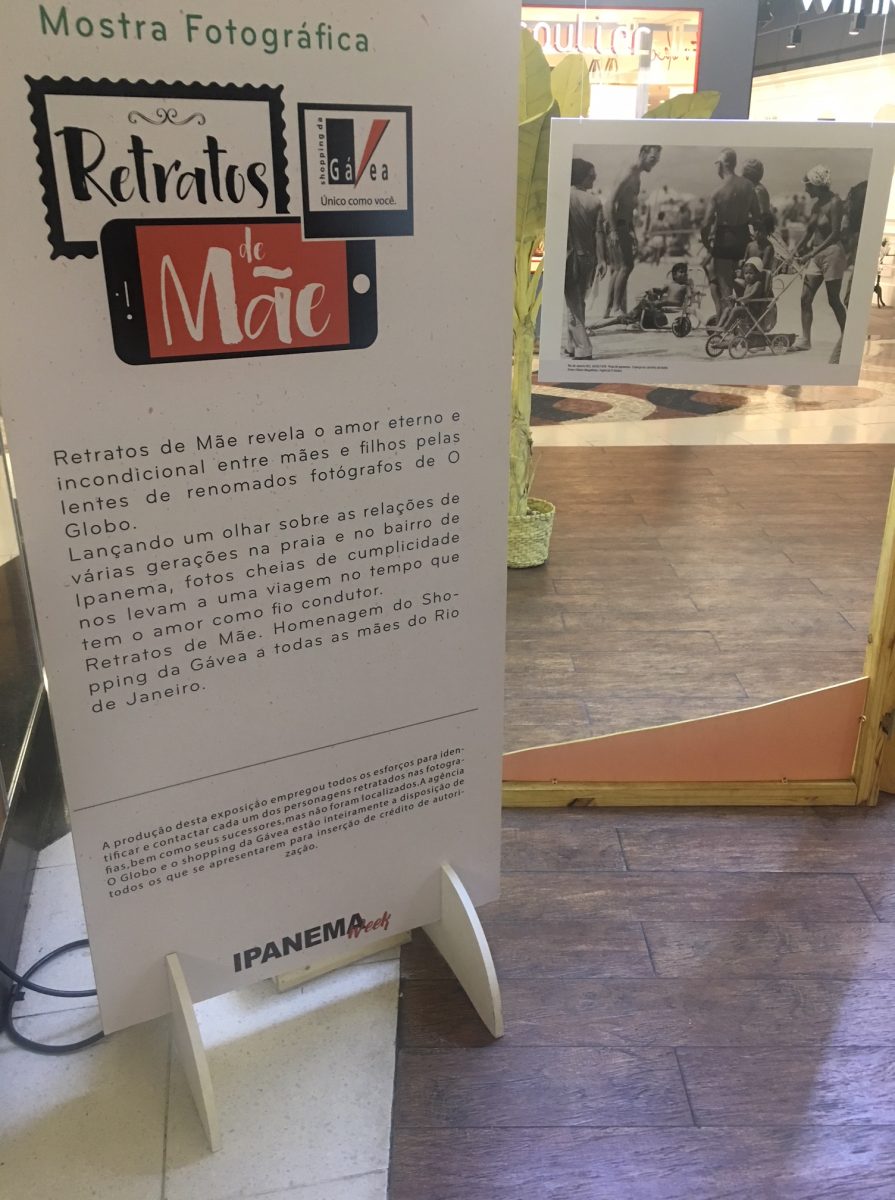 Mostra Fotográfica
Retratos
de
Mãe
shopping da
Gávea
Único como você.
Retratos de Mãe revela o amor eterno e
incondicional entre mães e filhos pelas
lentes de renomados fotógrafos de O
Globo.
Lançando um olhar sobre as relações de
várias gerações na praia e no bairro de
Ipanema, fotos cheias de cumplicidade
nos levam a uma viagem no tempo que
tem o amor como fio condutor.
Retratos de Mãe. Homenagem do Sho-
pping da Gávea a todas as mães do Rio
de Janeiro.
A produção desta exposição empregou todos os esforços para iden-
tificar e contactar cada um dos personagens retratados nas fotogra-
fias,bem como seus sucessores,mas não foram localizados.A agência
O Globo e o shopping da Gávea estão inteiramente a disposição de
todos os que se apresentarem para inserção de crédito de autori-
zação.
IPANEMA
Week